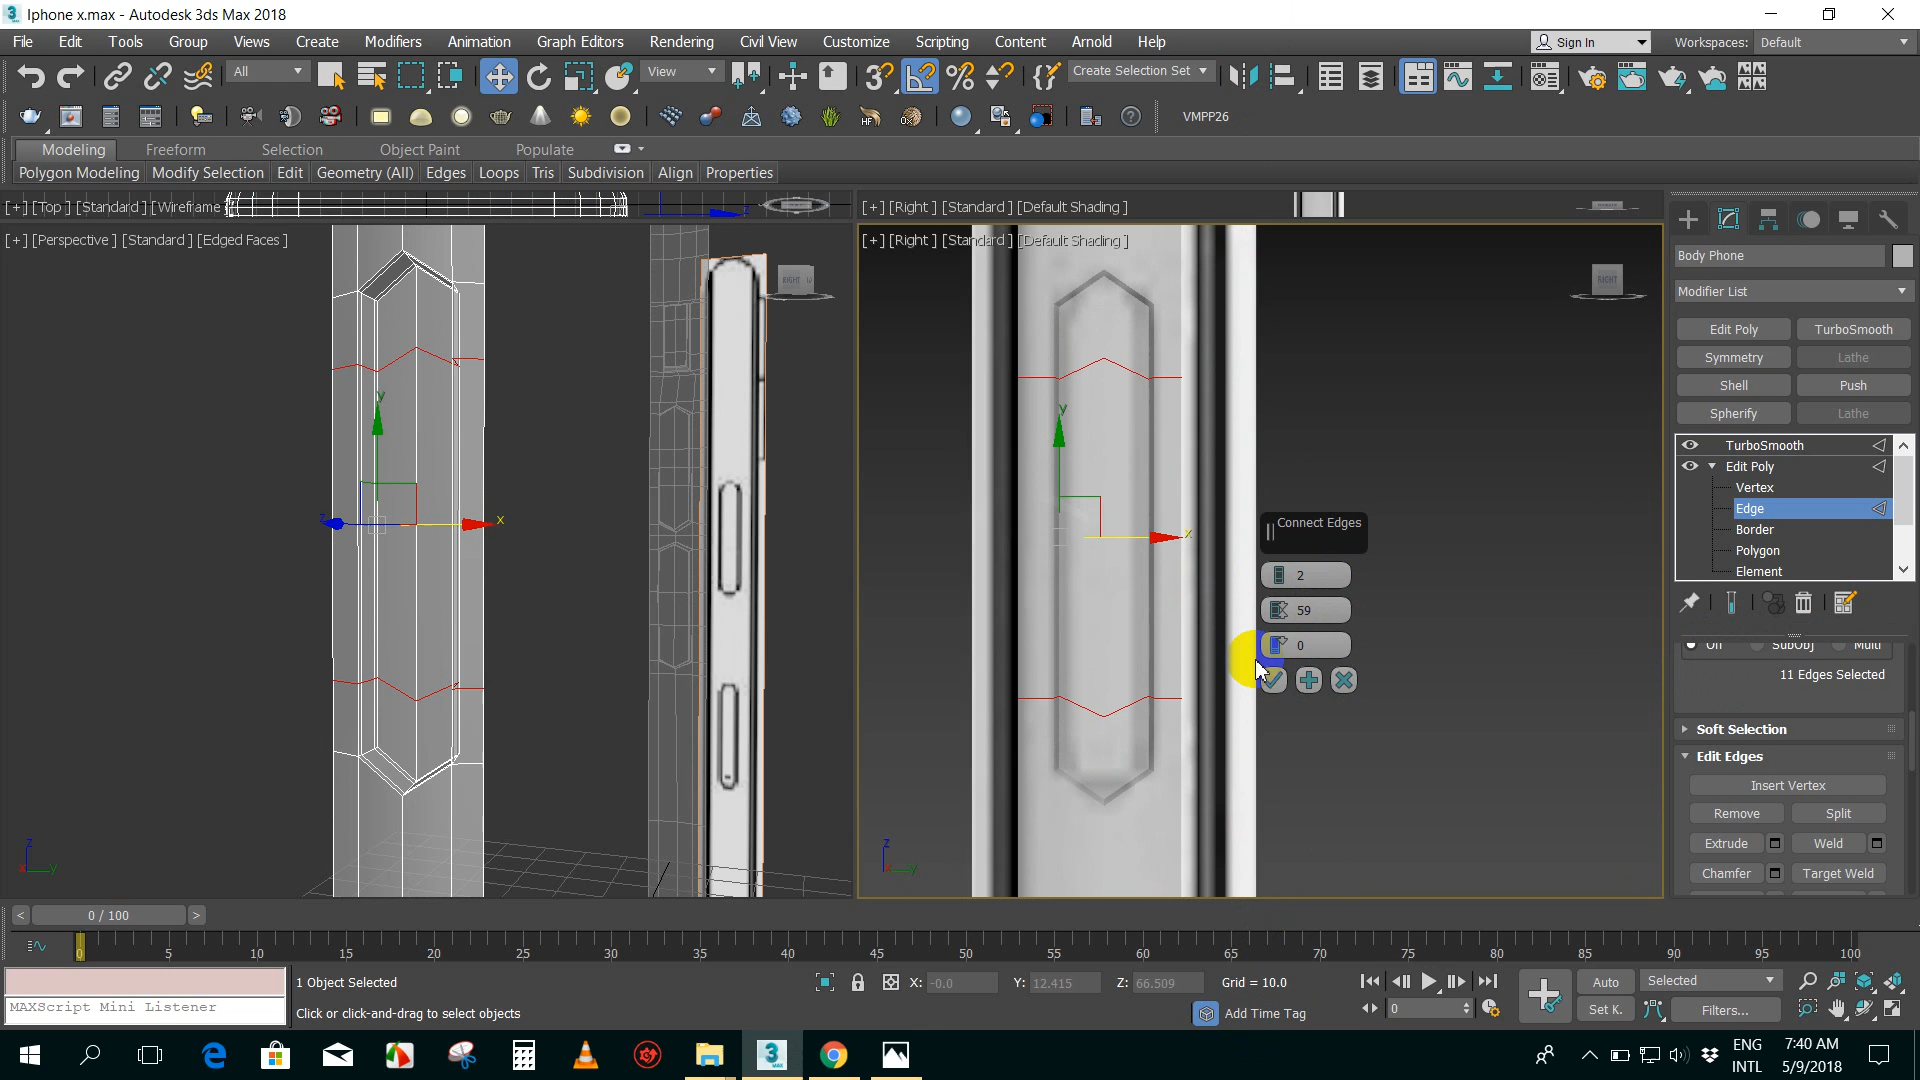 Iphone x.max - Autodesk 3ds Max 2018
File Edit Tools Group Views Create Modifiers Animation Graph Editors Rendering Civil View Customize Scripting Content Arnold Help
Sign In Workspaces: Default
All View Create Selection Set
HF VMPP26
Modeling Freeform Selection Object Paint Populate
Polygon Modeling Modify Selection Edit Geometry (All) Edges Loops Tris Subdivision Align Properties
[+] [Top ] [Standard ] [Wireframe
[+] [Right ] [Standard ] [Default Shading ]
[+] [Perspective ] [Standard ] [Edged Faces ]
[+] [Right ] [Standard ] [Default Shading ]
RIGHT
RIGHT
Body Phone
Modifier List
Edit Poly TurboSmooth
Symmetry Lathe
Shell Push
Spherify Lathe
TurboSmooth
Edit Poly
Vertex
Edge
Border
Polygon
Element
Connect Edges
2
59
0
Off SubObj Multi
11 Edges Selected
Soft Selection
Edit Edges
Insert Vertex
Remove Split
Extrude Weld
Chamfer Target Weld
y
z x
y
x
z
x y
z
x y
< 0 / 100 >
0 5 10 15 20 25 30 35 40 45 50 55 60 65 70 75 80 85 90 95 100
1 Object Selected X: -0.0 Y: 12.415 Z: 66.509 Grid = 10.0 Auto Selected
MAXScript Mini Listener Click or click-and-drag to select objects Add Time Tag 0 Set K. Filters...
ENG 7:40 AM
INTL 5/9/2018